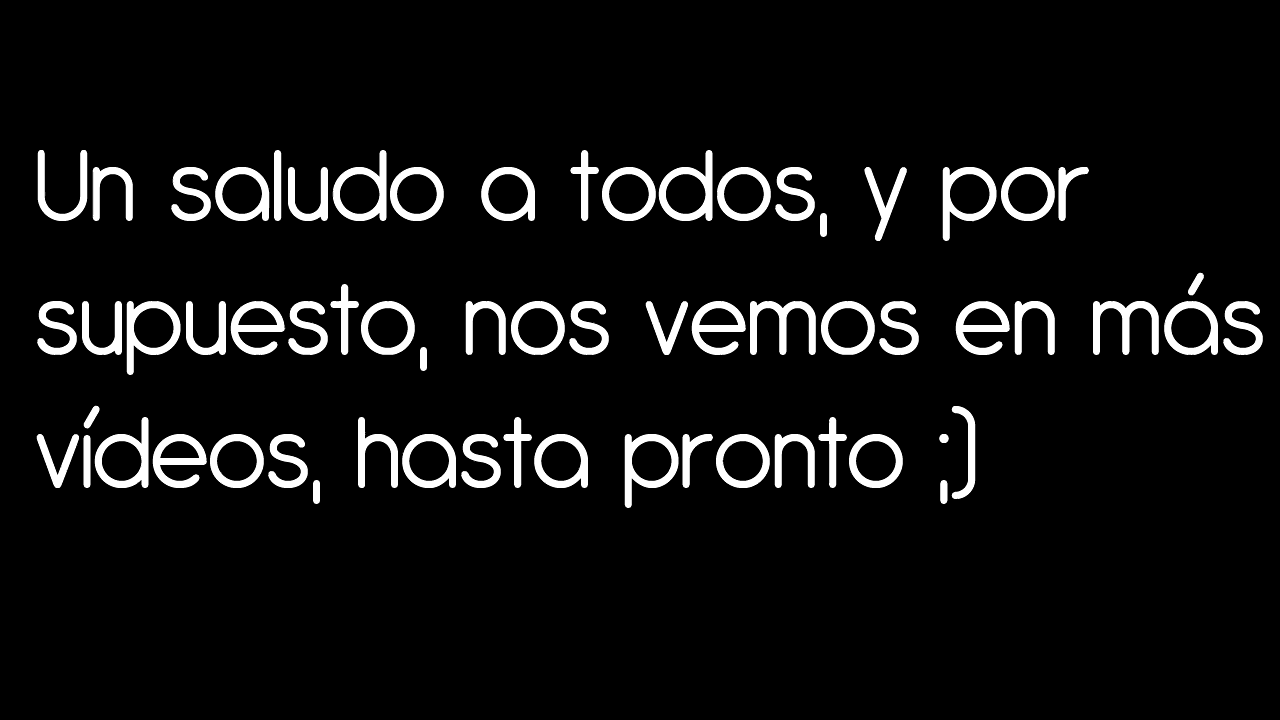 Un saludo a todos, y por
supuesto, nos vemos en más
vídeos, hasta pronto ;)